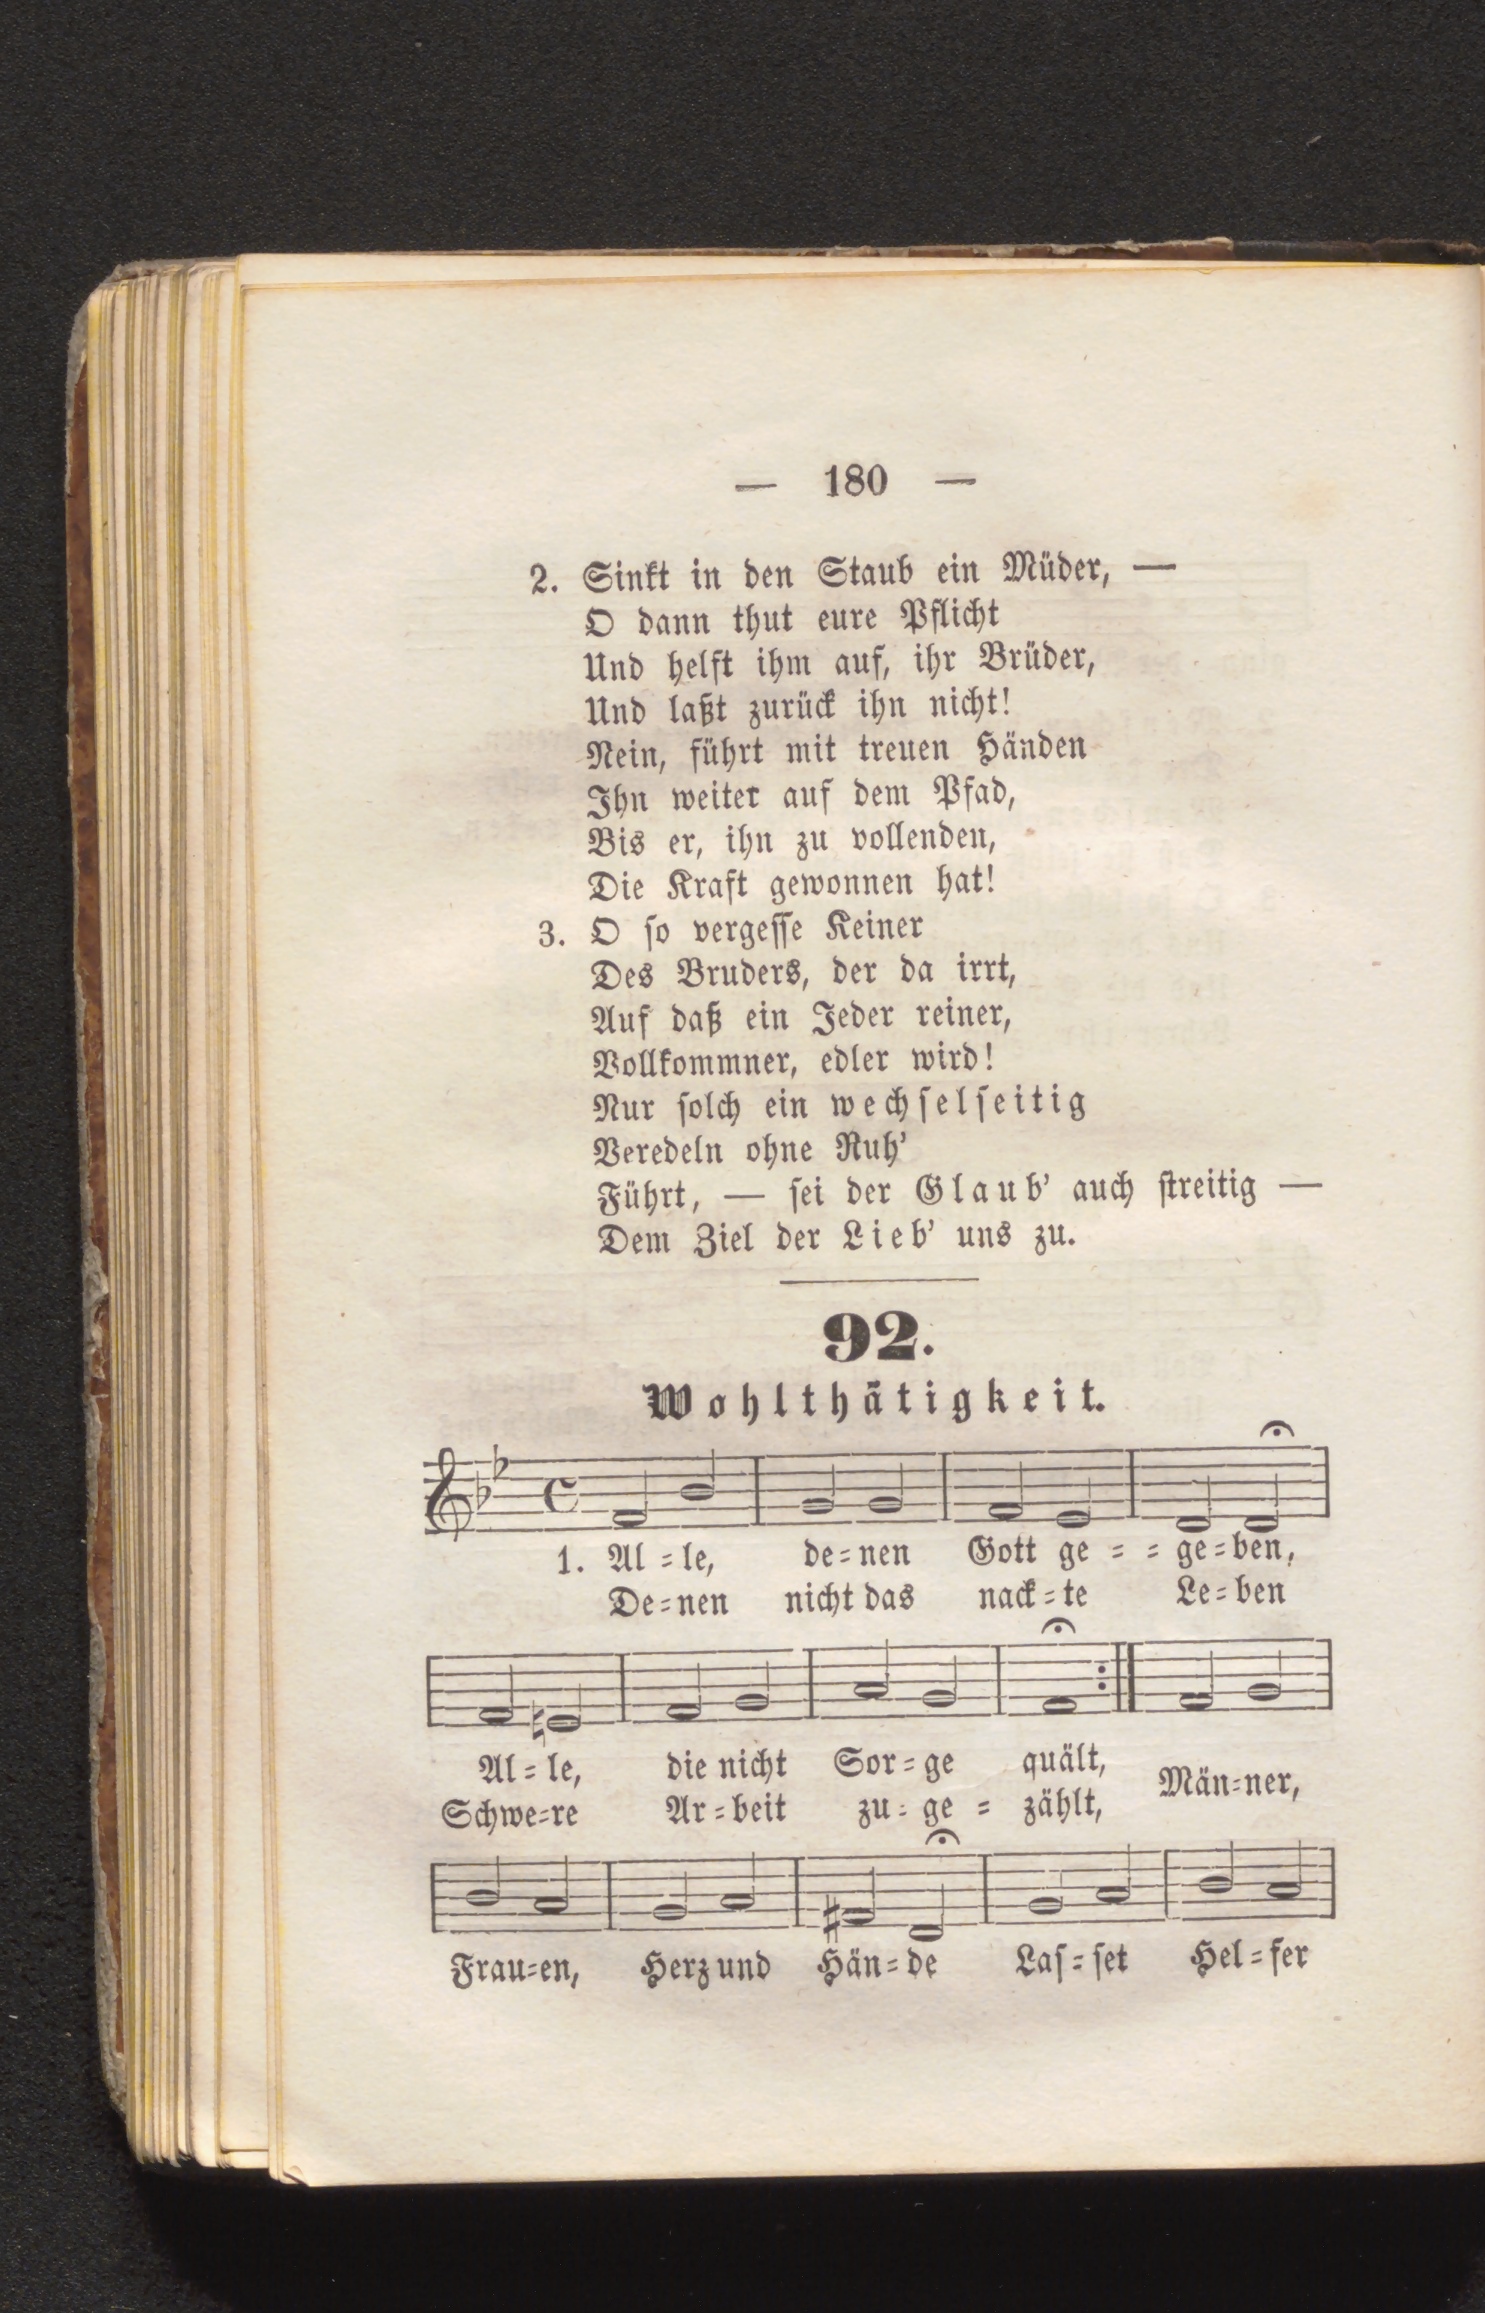 — 180 —
2. Sinkt in den Staub ein Müder, —
O dann thut eure Pflicht
Und helft ihm auf, ihr Brüder,
Und laßt zurück ihn nicht!
Nein, führt mit treuen Händen
Ihn weiter auf dem Pfad,
Bis er, ihn zu vollenden,
Die Kraft gewonnen hat!
3. O ſo vergeſſe Keiner
Des Bruders, der da irrt,
Auf daß ein Jeder reiner,
Vollkommner, edler wird!
Nur ſolch ein wechſelſeitig
Veredeln ohne Ruh’
Führt, — ſei der Glaub’ auch ſtreitig —
Dem Ziel der Lieb’ uns zu.
92.
Wohlthätigkeit.
1. Al=le, de=nen Gott ge = = ge=ben,
De=nen nicht das nack=te Le=ben
Al=le, die nicht Sor=ge quält, Män=ner,
Schwe=re Ar=beit zu=ge = zählt,
Frau=en, Herz und Hän=de Laſ=ſet Hel=fer